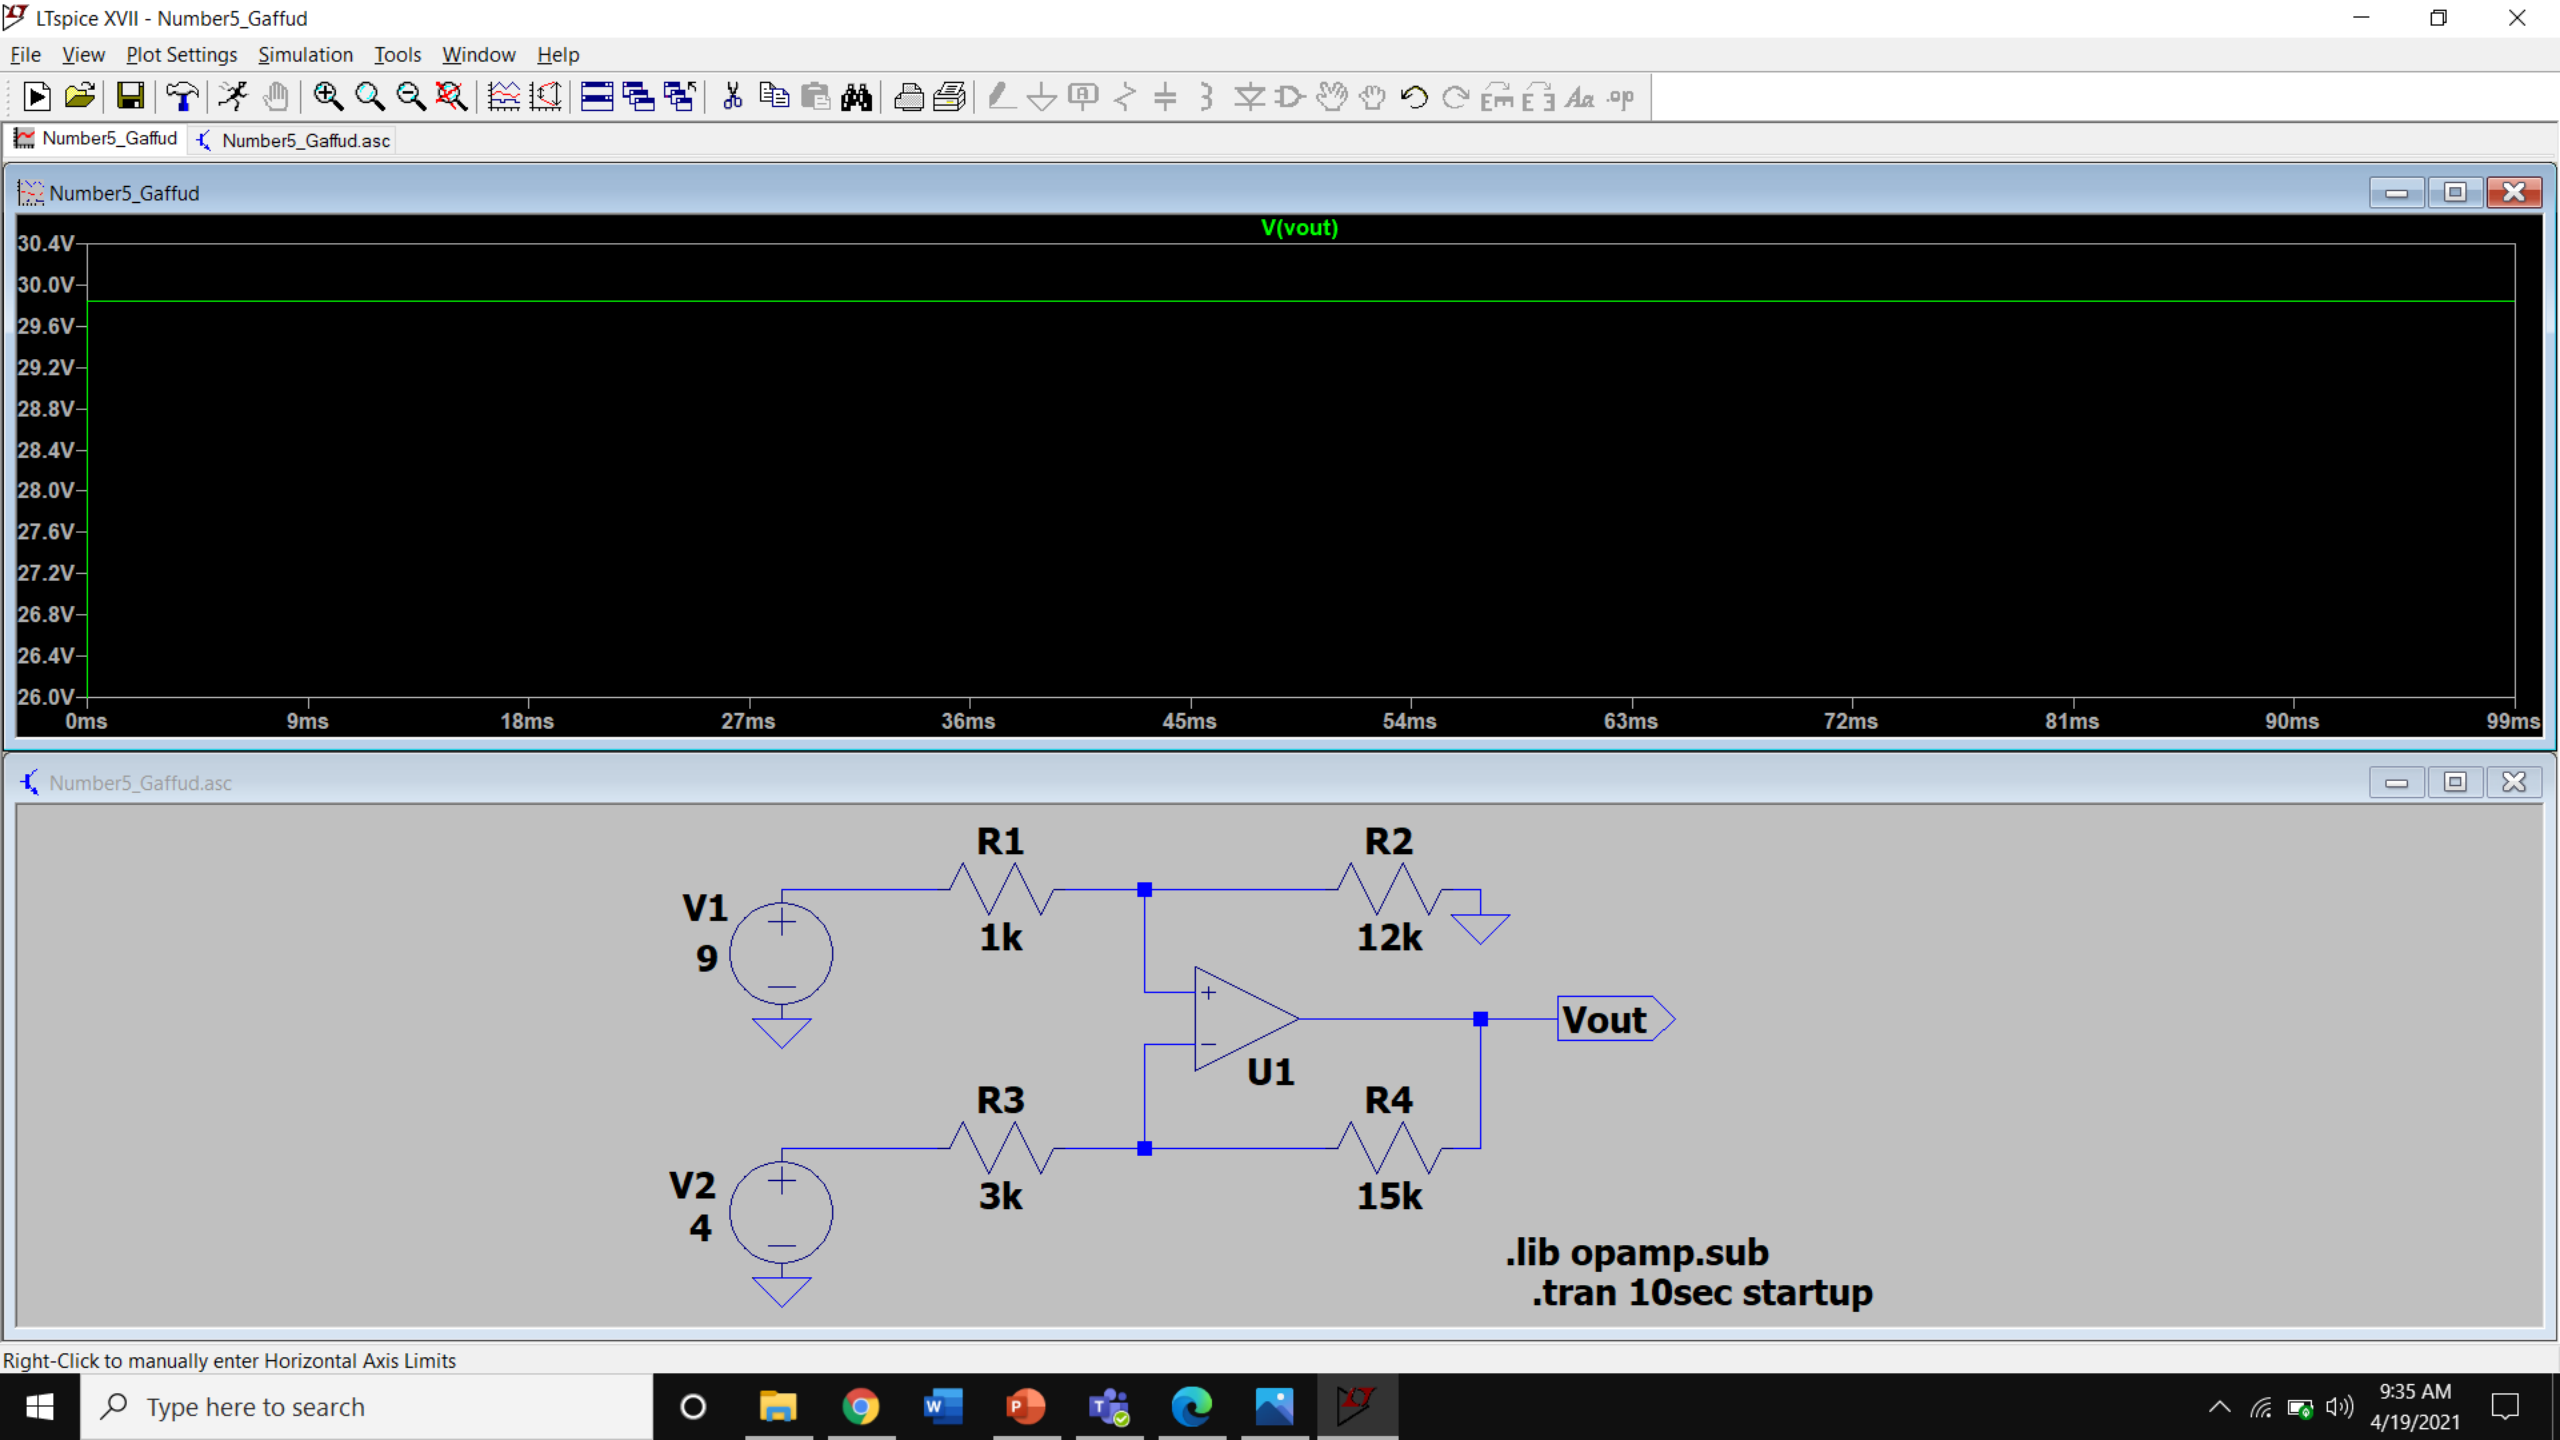 LTspice XVII - Number5_Gaffud
File View Plot Settings Simulation Tools Window Help
Number5_Gaffud Number5_Gaffud.asc
Number5_Gaffud
V(vout)
30.4V
30.0V
29.6V
29.2V
28.8V
28.4V
28.0V
27.6V
27.2V
26.8V
26.4V
26.0V
0ms 9ms 18ms 27ms 36ms 45ms 54ms 63ms 72ms 81ms 90ms 99ms
Number5_Gaffud.asc
R1 R2
V1
9
1k 12k
Vout
U1
R3 R4
V2
4
3k 15k
.lib opamp.sub
.tran 10sec startup
Right-Click to manually enter Horizontal Axis Limits
Type here to search
9:35 AM
4/19/2021